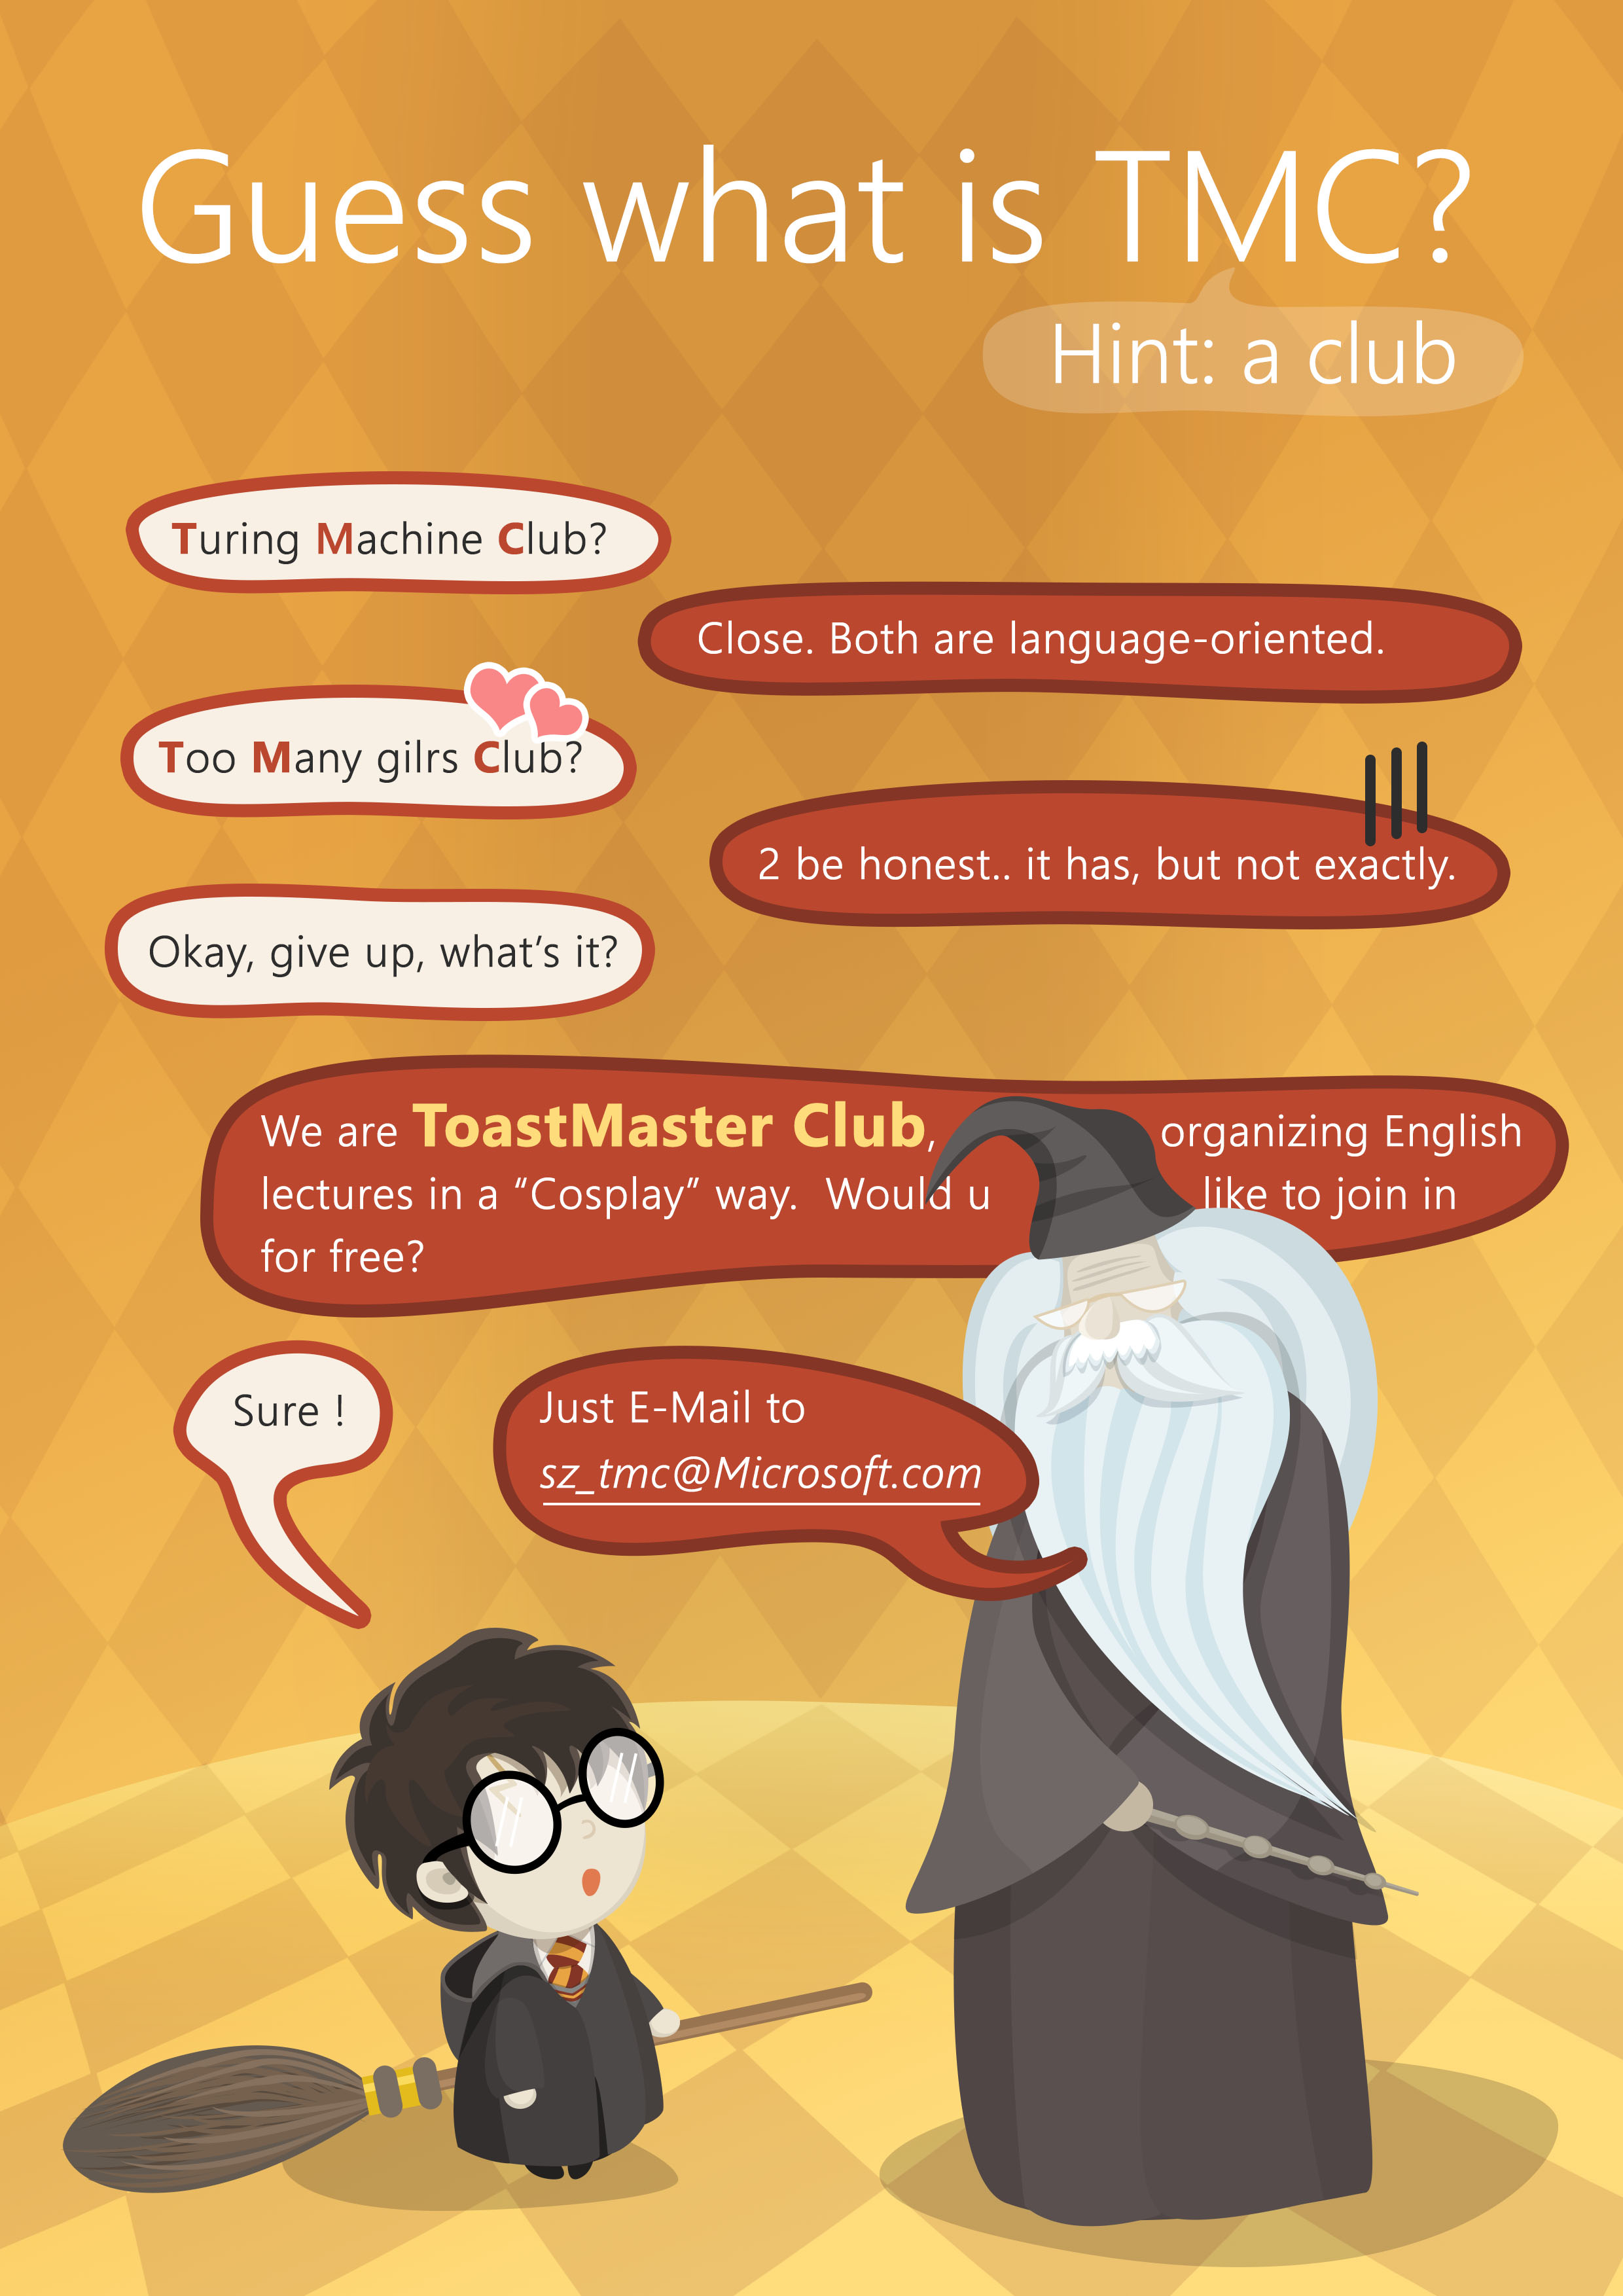 Guess what is TMC?
Hint: a club
Turing Machine Club?
Close. Both are language-oriented.
Too Many gilrs Club?
2 be honest.. it has, but not exactly.
Okay, give up, what's it?
We are ToastMaster Club, organizing English
lectures in a “Cosplay” way. Would u like to join in
for free?
Sure !
Just E-Mail to
sz_tmc@Microsoft.com